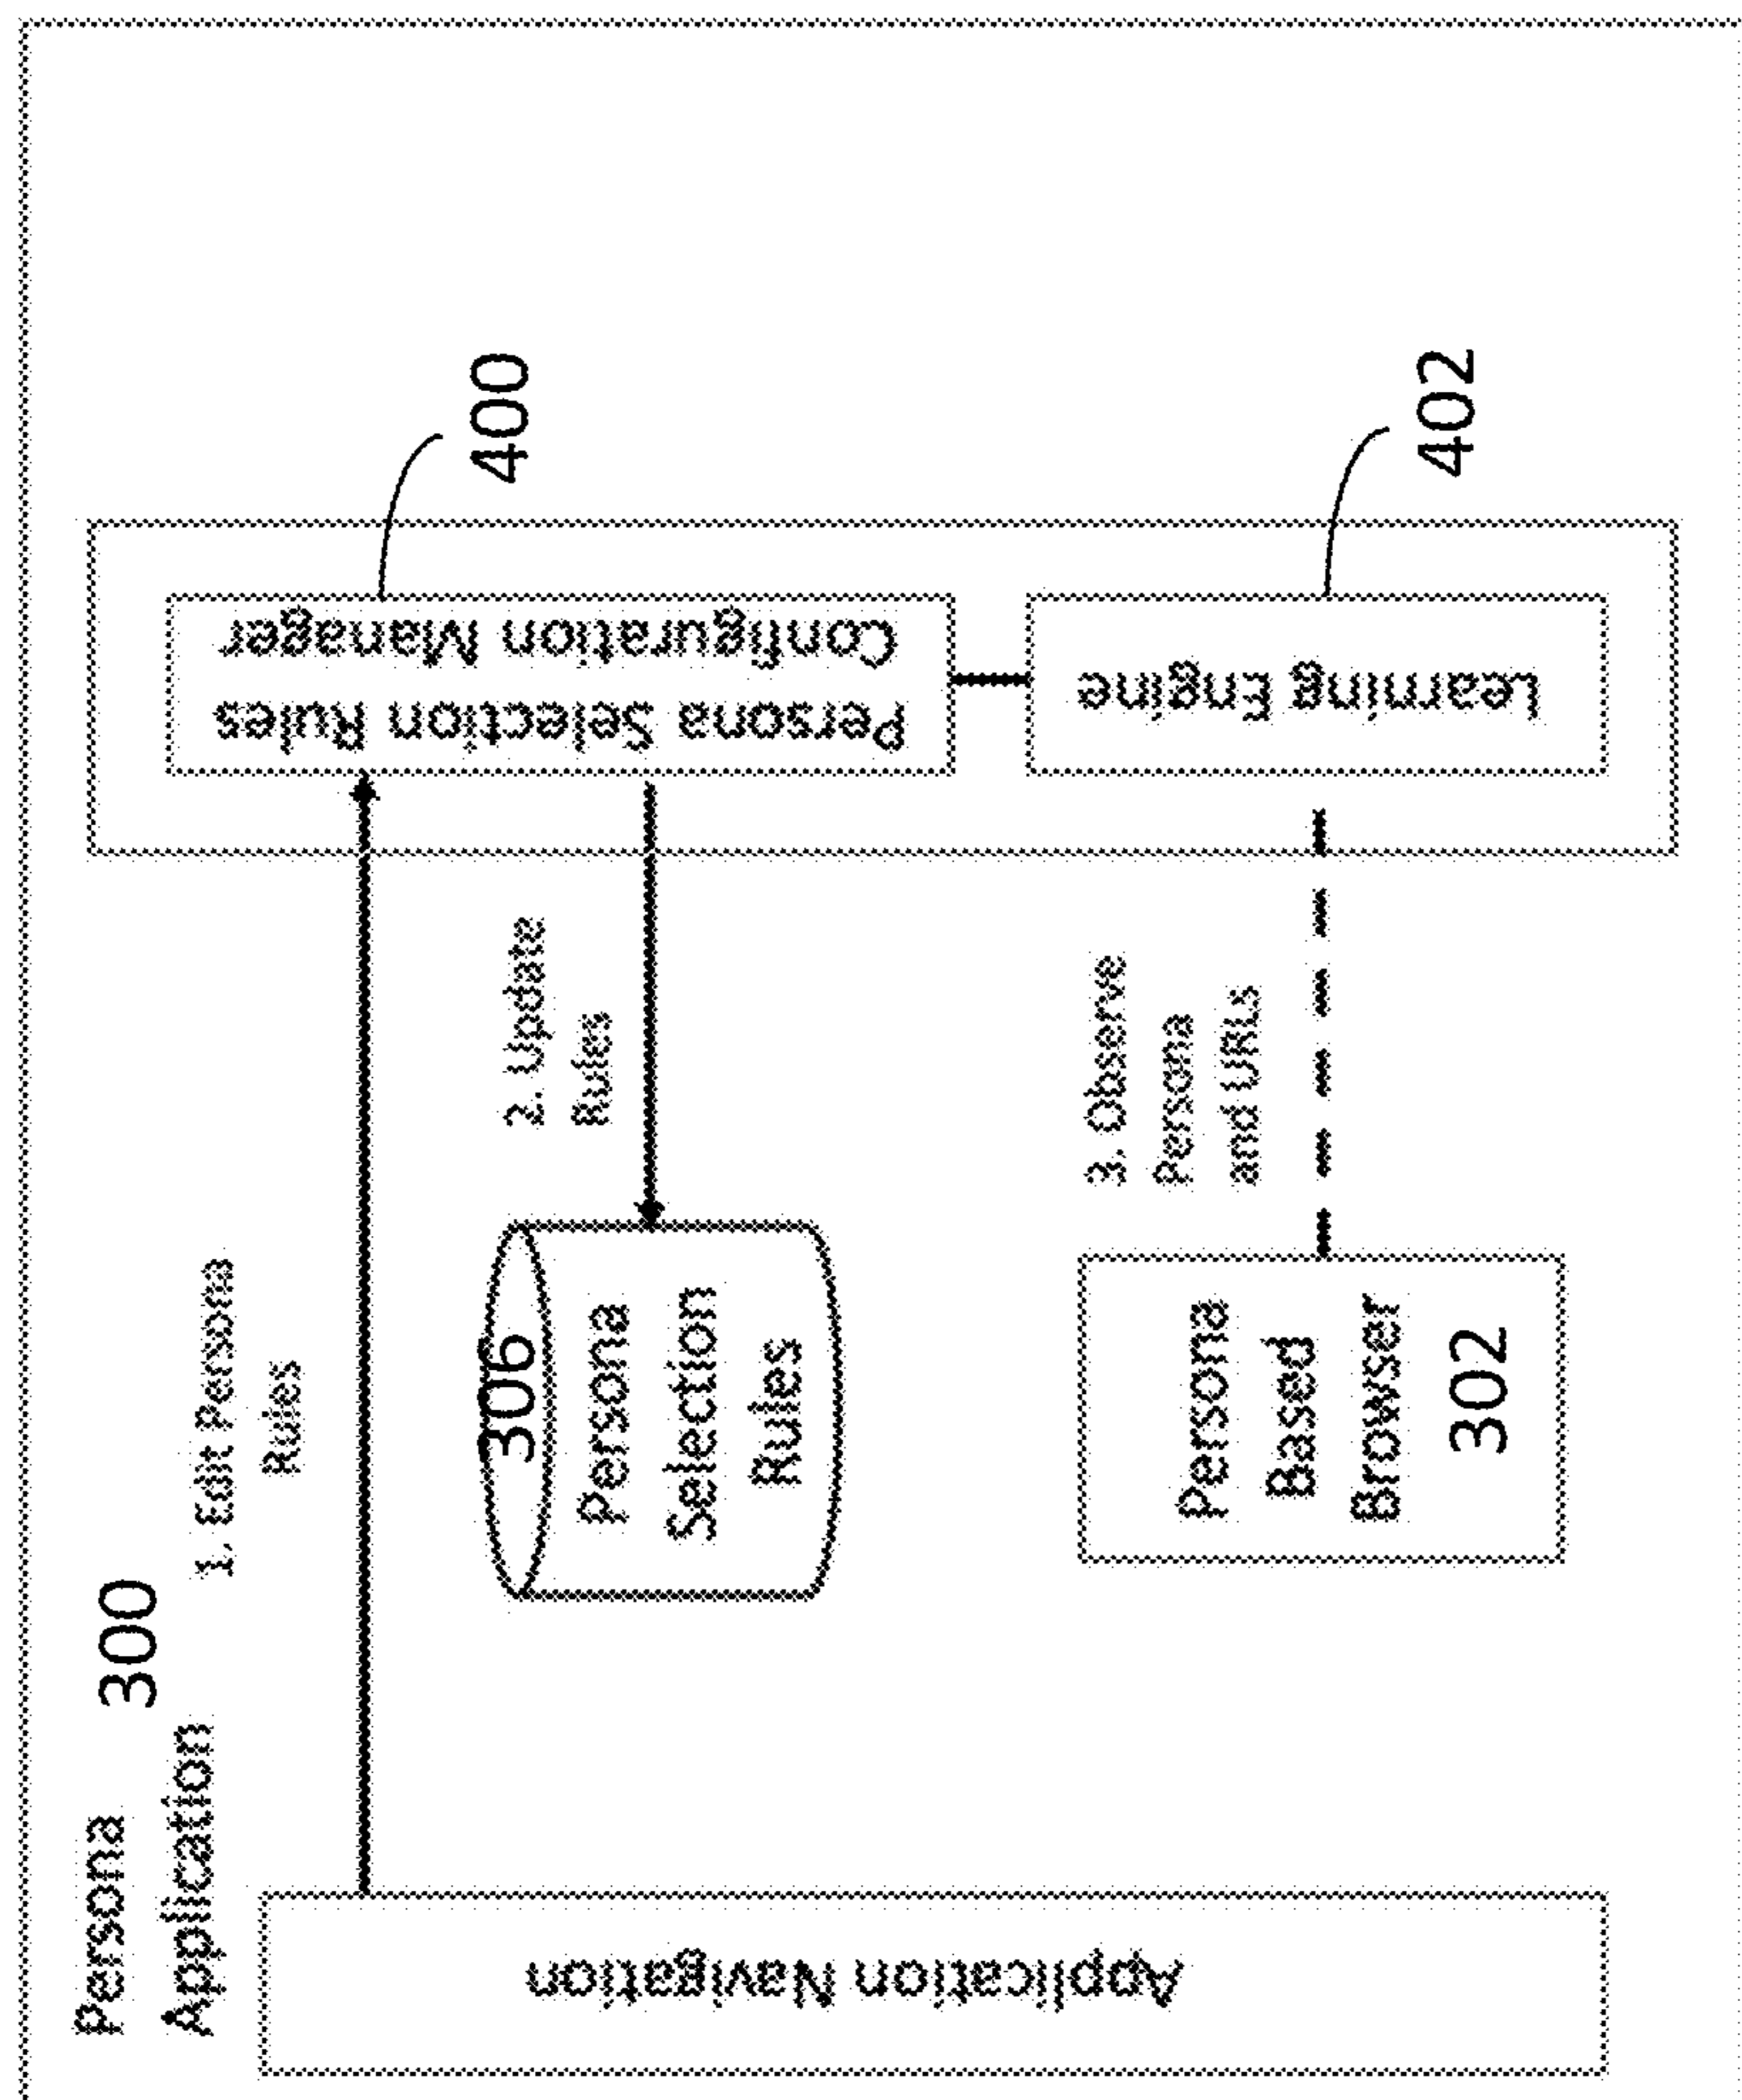 Persona
Application
300
1. Edit Persona
Rules
306
Persona
Selection
Rules
2. Update
Rules
3. Observe
Persona
and URLs
Persona
Based
Browser
302
Application Navigation
Persona Selection Rules
Configuration Manager
400
Learning Engine
402